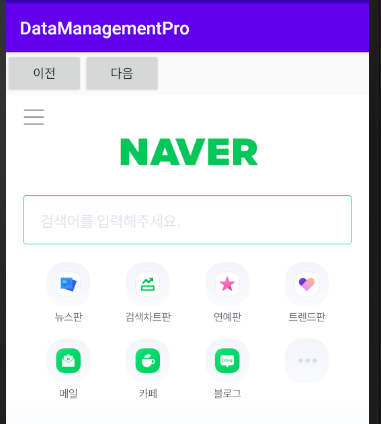 DataManagementPro
이전 다음
NAVER
검색어를 입력해주세요.
뉴스판 검색차트판 연예판 트렌드판
메일 카페 블로그